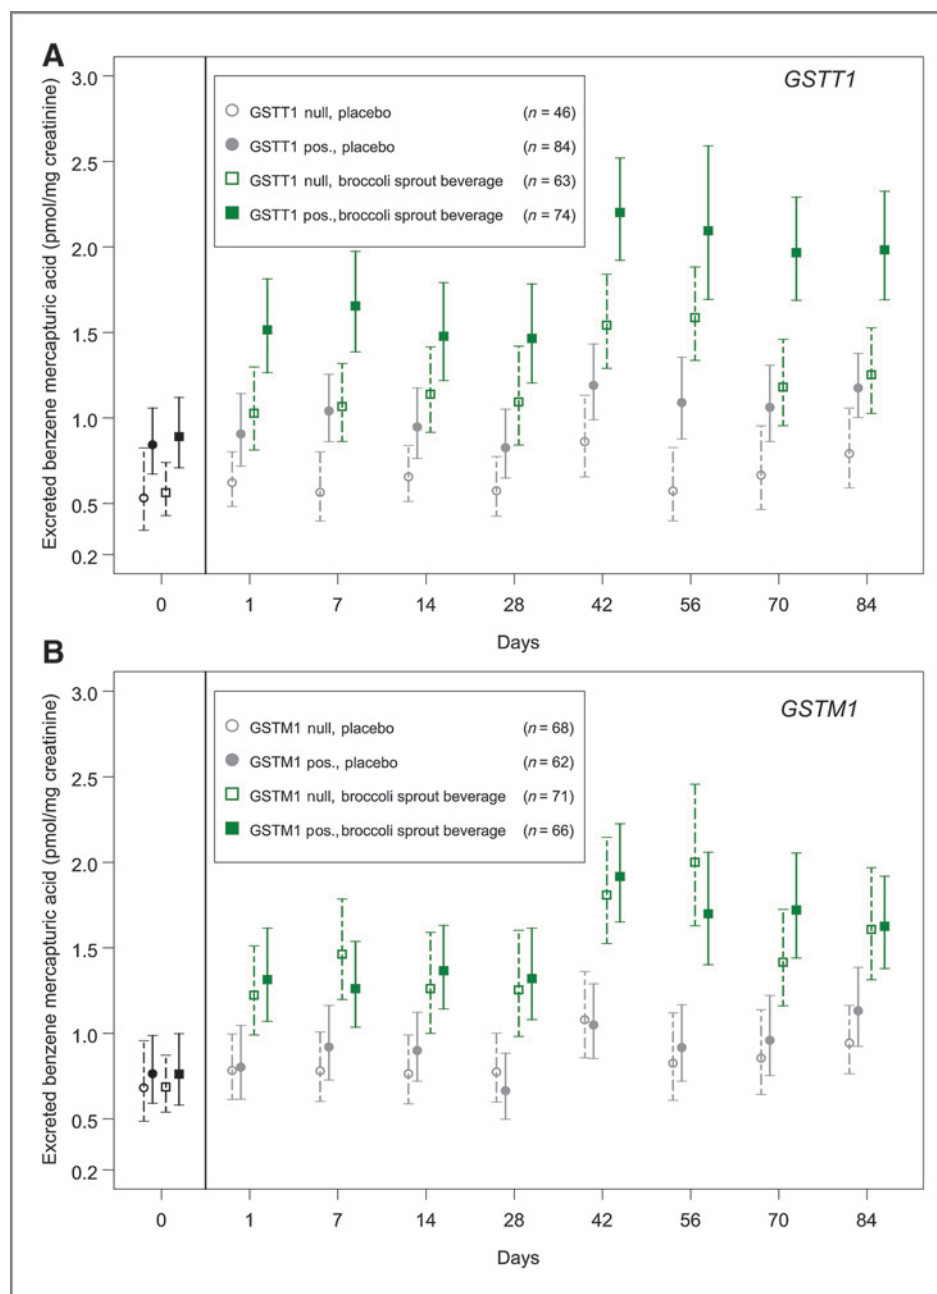 A
GSTT1
GSTT1 null, placebo (n = 46)
GSTT1 pos., placebo (n = 84)
GSTT1 null, broccoli sprout beverage (n = 63)
GSTT1 pos., broccoli sprout beverage (n = 74)
Excreted benzene mercapturic acid (pmol/mg creatinine)
3.0
2.5
2.0
1.5
1.0
0.5
0.2
0 1 7 14 28 42 56 70 84
Days
B
GSTM1
GSTM1 null, placebo (n = 68)
GSTM1 pos., placebo (n = 62)
GSTM1 null, broccoli sprout beverage (n = 71)
GSTM1 pos., broccoli sprout beverage (n = 66)
Excreted benzene mercapturic acid (pmol/mg creatinine)
3.0
2.5
2.0
1.5
1.0
0.5
0.2
0 1 7 14 28 42 56 70 84
Days